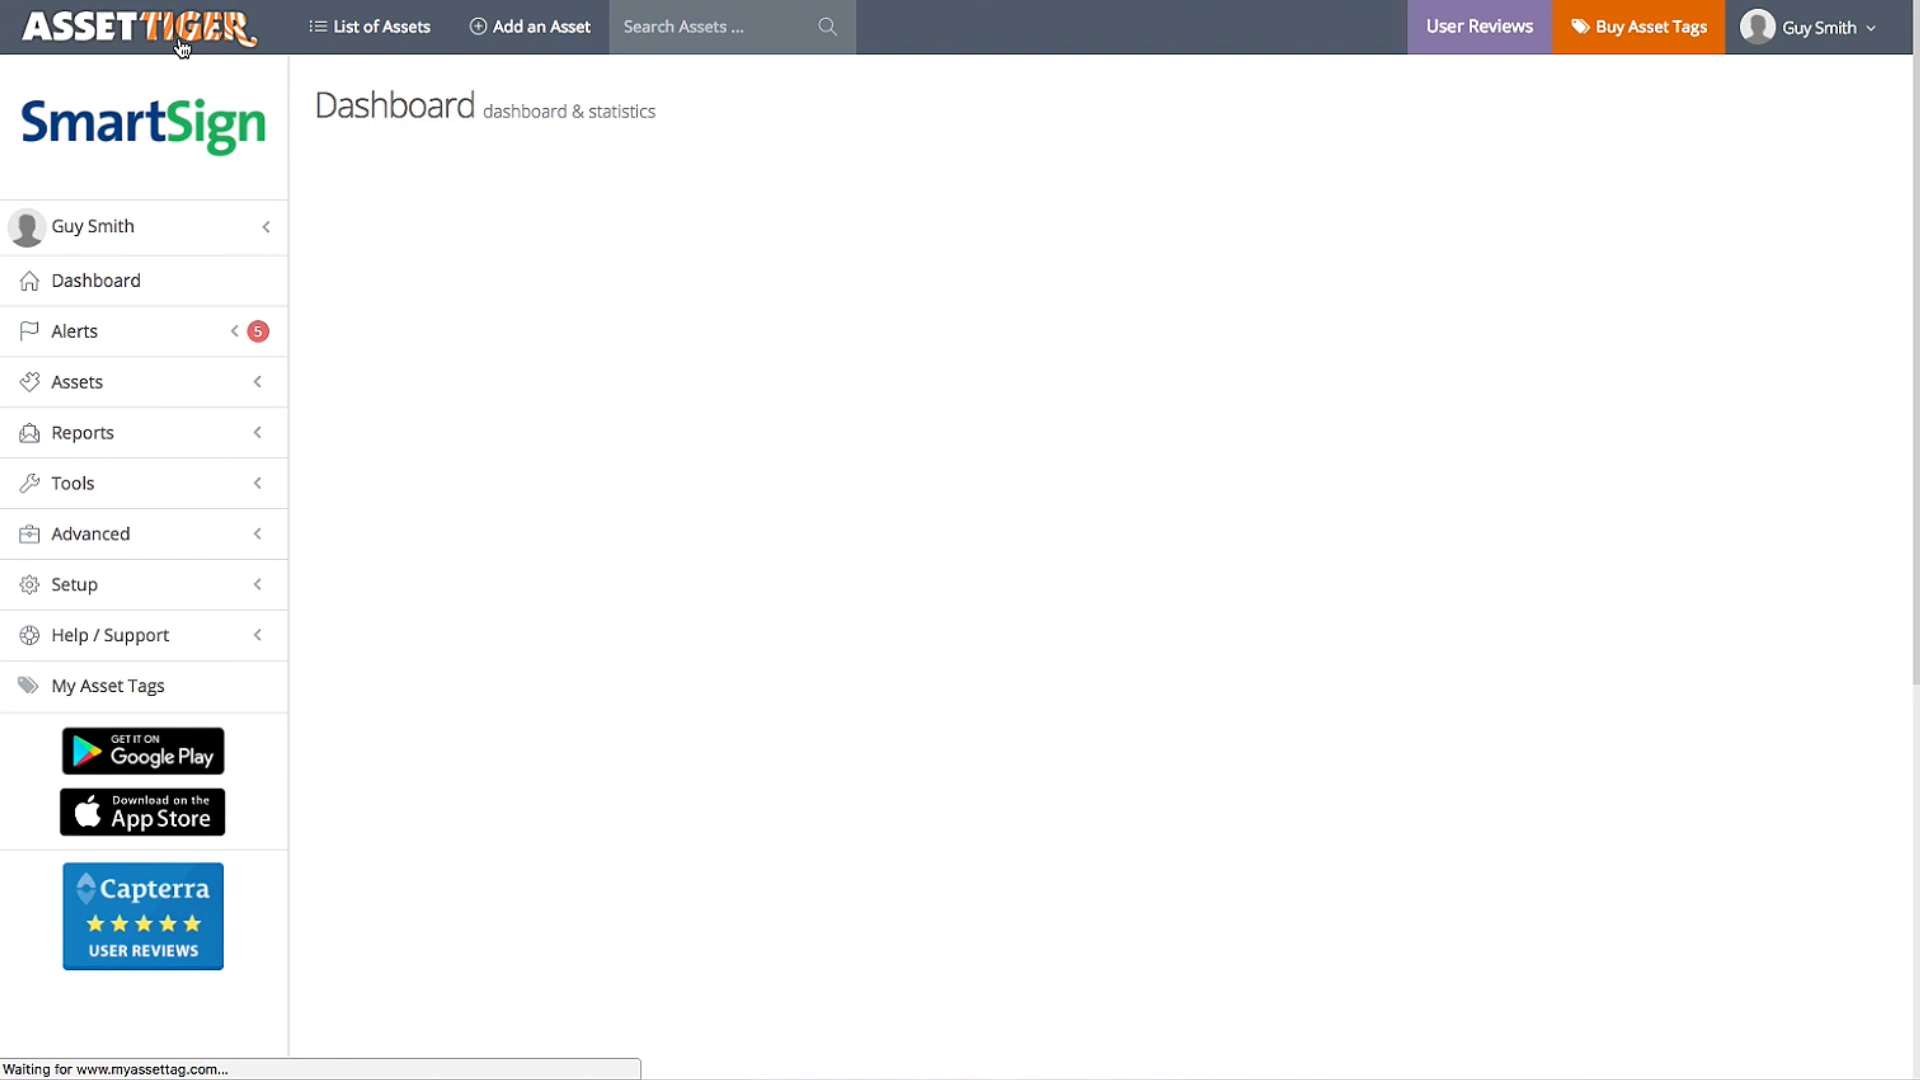 ASSETTIGER
List of Assets
Add an Asset
Search Assets ...
User Reviews
Buy Asset Tags
Guy Smith
SmartSign
Dashboard dashboard & statistics
Guy Smith
Dashboard
Alerts 5
Assets
Reports
Tools
Advanced
Setup
Help / Support
My Asset Tags
GET IT ON
Google Play
Download on the
App Store
Capterra
USER REVIEWS
Waiting for www.myassettag.com...